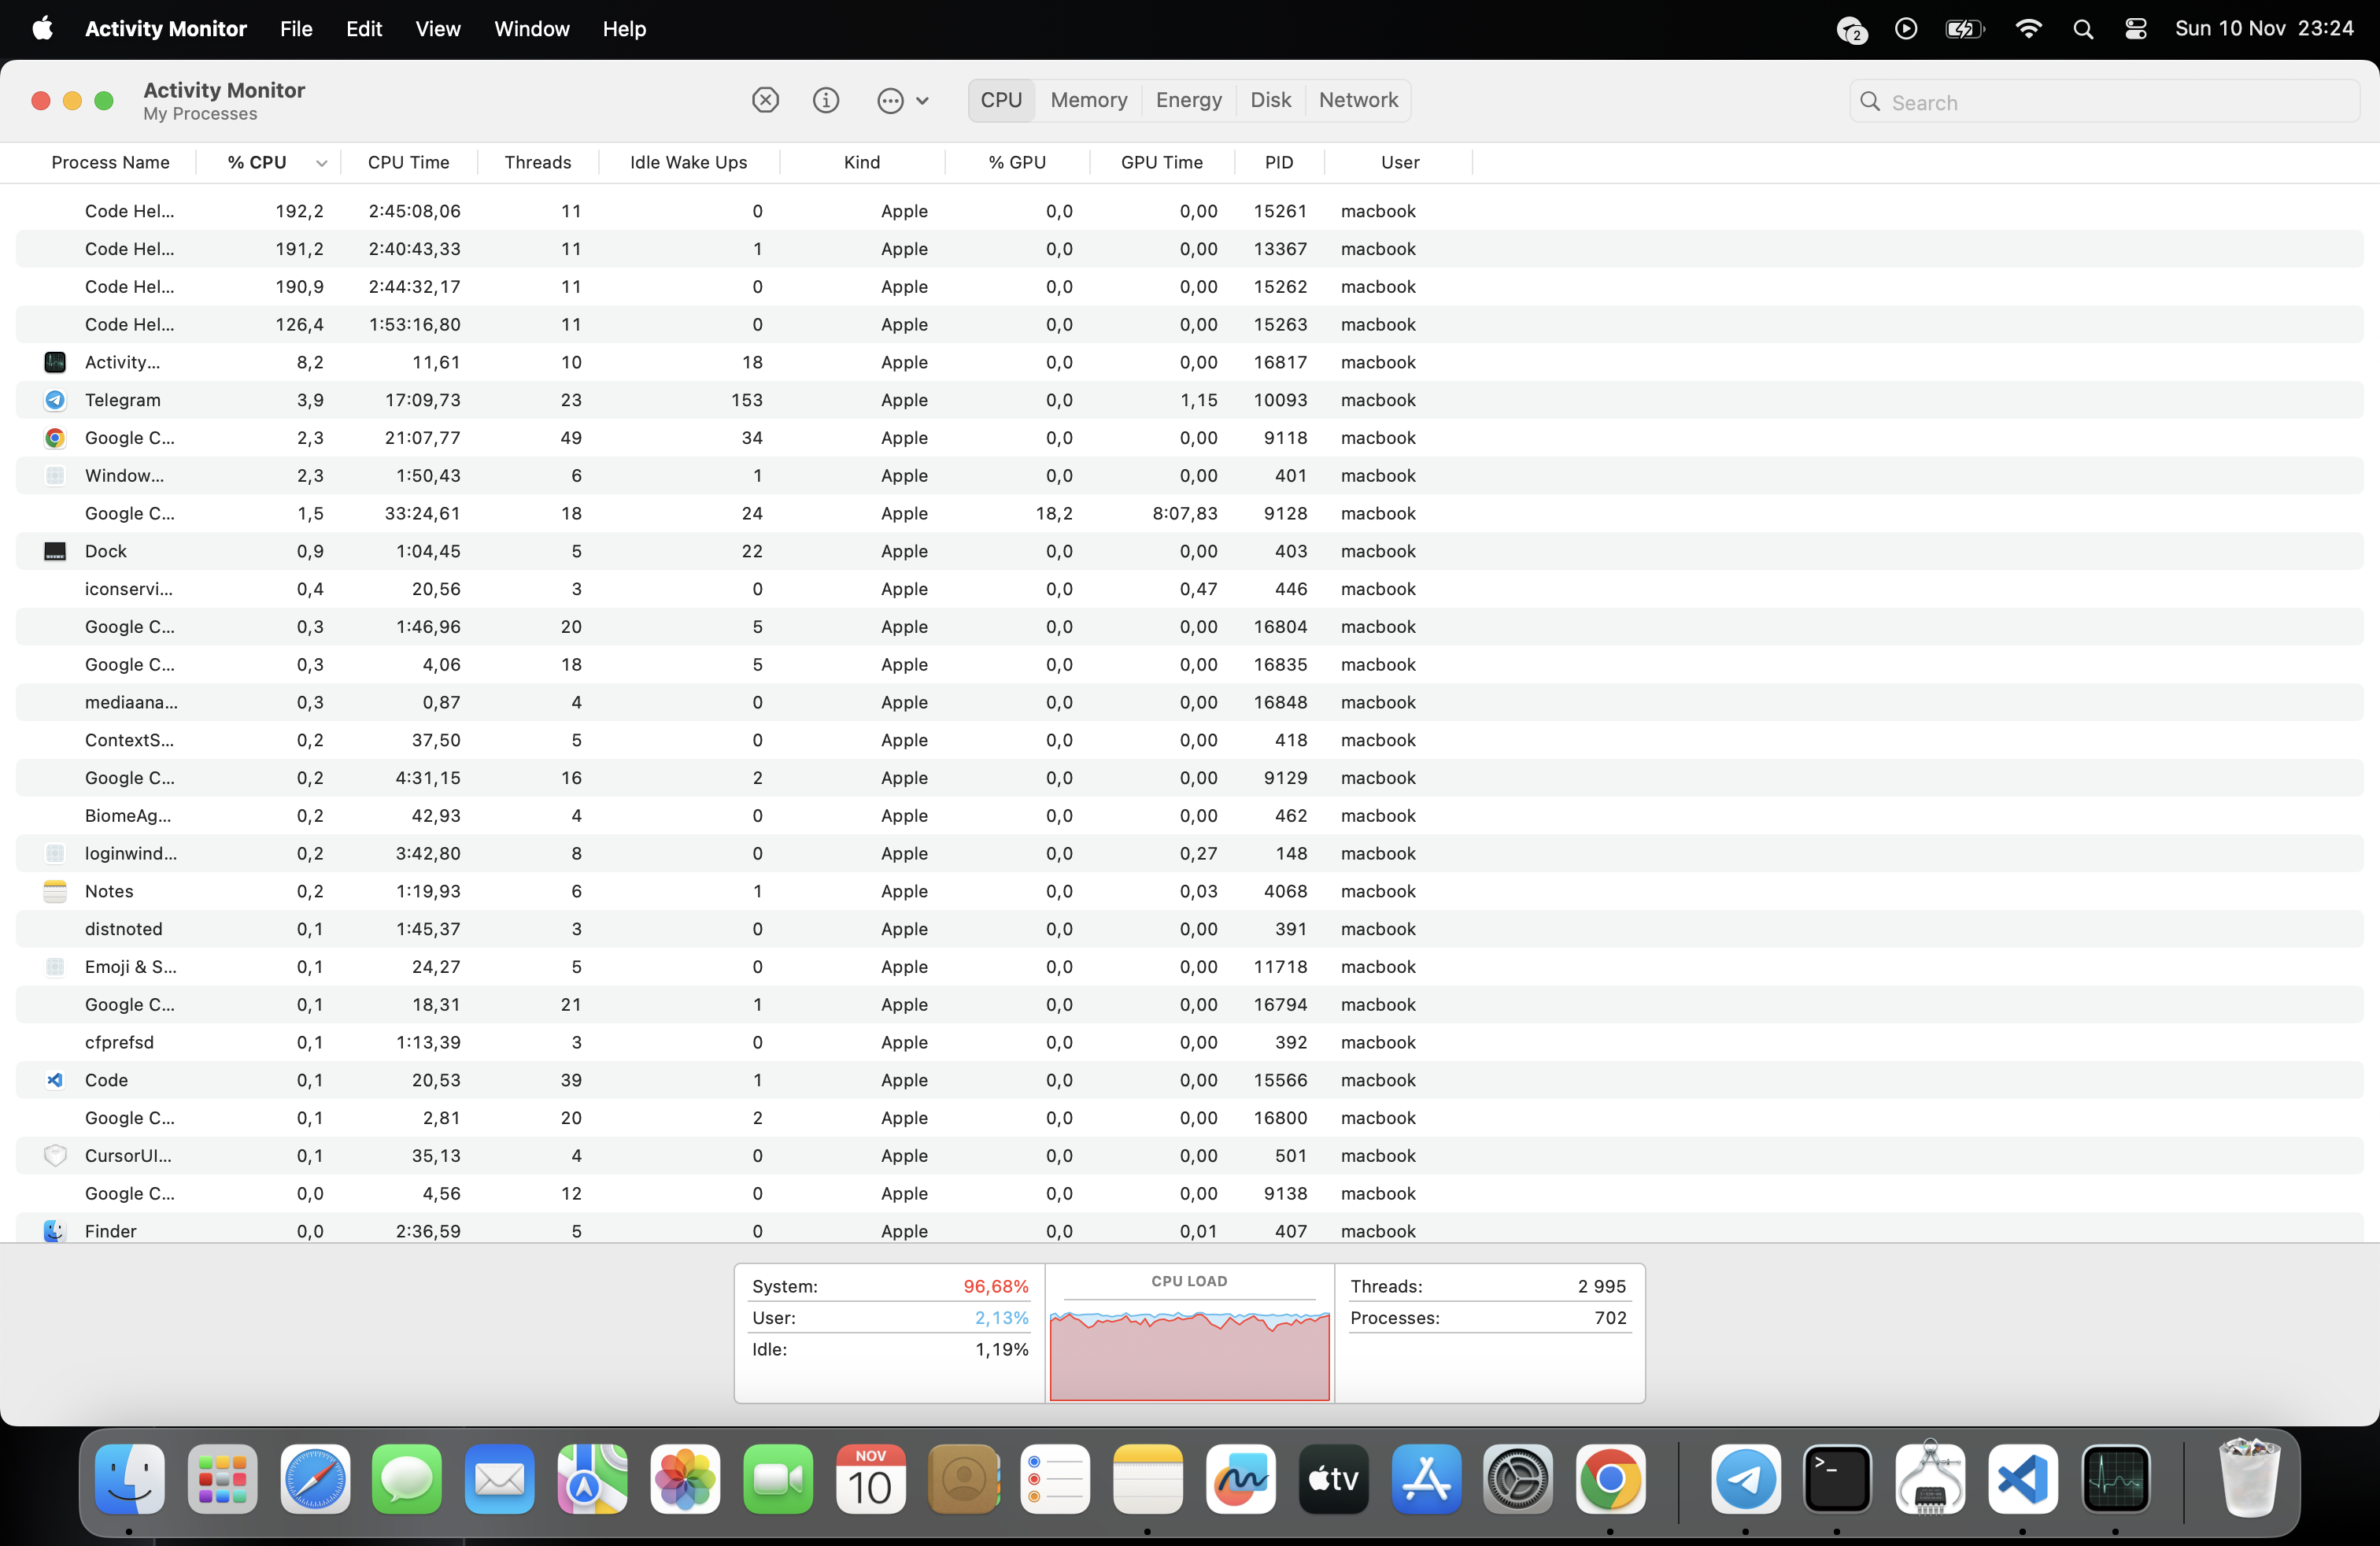 Activity Monitor File Edit View Window Help 2 Sun 10 Nov 23:24
Activity Monitor
My Processes
CPU Memory Energy Disk Network
Search
Process Name % CPU CPU Time Threads Idle Wake Ups Kind % GPU GPU Time PID User
Code Hel... 192,2 2:45:08,06 11 0 Apple 0,0 0,00 15261 macbook
Code Hel... 191,2 2:40:43,33 11 1 Apple 0,0 0,00 13367 macbook
Code Hel... 190,9 2:44:32,17 11 0 Apple 0,0 0,00 15262 macbook
Code Hel... 126,4 1:53:16,80 11 0 Apple 0,0 0,00 15263 macbook
Activity... 8,2 11,61 10 18 Apple 0,0 0,00 16817 macbook
Telegram 3,9 17:09,73 23 153 Apple 0,0 1,15 10093 macbook
Google C... 2,3 21:07,77 49 34 Apple 0,0 0,00 9118 macbook
Window... 2,3 1:50,43 6 1 Apple 0,0 0,00 401 macbook
Google C... 1,5 33:24,61 18 24 Apple 18,2 8:07,83 9128 macbook
Dock 0,9 1:04,45 5 22 Apple 0,0 0,00 403 macbook
iconservi... 0,4 20,56 3 0 Apple 0,0 0,47 446 macbook
Google C... 0,3 1:46,96 20 5 Apple 0,0 0,00 16804 macbook
Google C... 0,3 4,06 18 5 Apple 0,0 0,00 16835 macbook
mediaana... 0,3 0,87 4 0 Apple 0,0 0,00 16848 macbook
ContextS... 0,2 37,50 5 0 Apple 0,0 0,00 418 macbook
Google C... 0,2 4:31,15 16 2 Apple 0,0 0,00 9129 macbook
BiomeAg... 0,2 42,93 4 0 Apple 0,0 0,00 462 macbook
loginwind... 0,2 3:42,80 8 0 Apple 0,0 0,27 148 macbook
Notes 0,2 1:19,93 6 1 Apple 0,0 0,03 4068 macbook
distnoted 0,1 1:45,37 3 0 Apple 0,0 0,00 391 macbook
Emoji & S... 0,1 24,27 5 0 Apple 0,0 0,00 11718 macbook
Google C... 0,1 18,31 21 1 Apple 0,0 0,00 16794 macbook
cfprefsd 0,1 1:13,39 3 0 Apple 0,0 0,00 392 macbook
Code 0,1 20,53 39 1 Apple 0,0 0,00 15566 macbook
Google C... 0,1 2,81 20 2 Apple 0,0 0,00 16800 macbook
CursorUI... 0,1 35,13 4 0 Apple 0,0 0,00 501 macbook
Google C... 0,0 4,56 12 0 Apple 0,0 0,00 9138 macbook
Finder 0,0 2:36,59 5 0 Apple 0,0 0,01 407 macbook
System: 96,68%
User: 2,13%
Idle: 1,19%
CPU LOAD
Threads: 2 995
Processes: 702
NOV
10
tv
>_